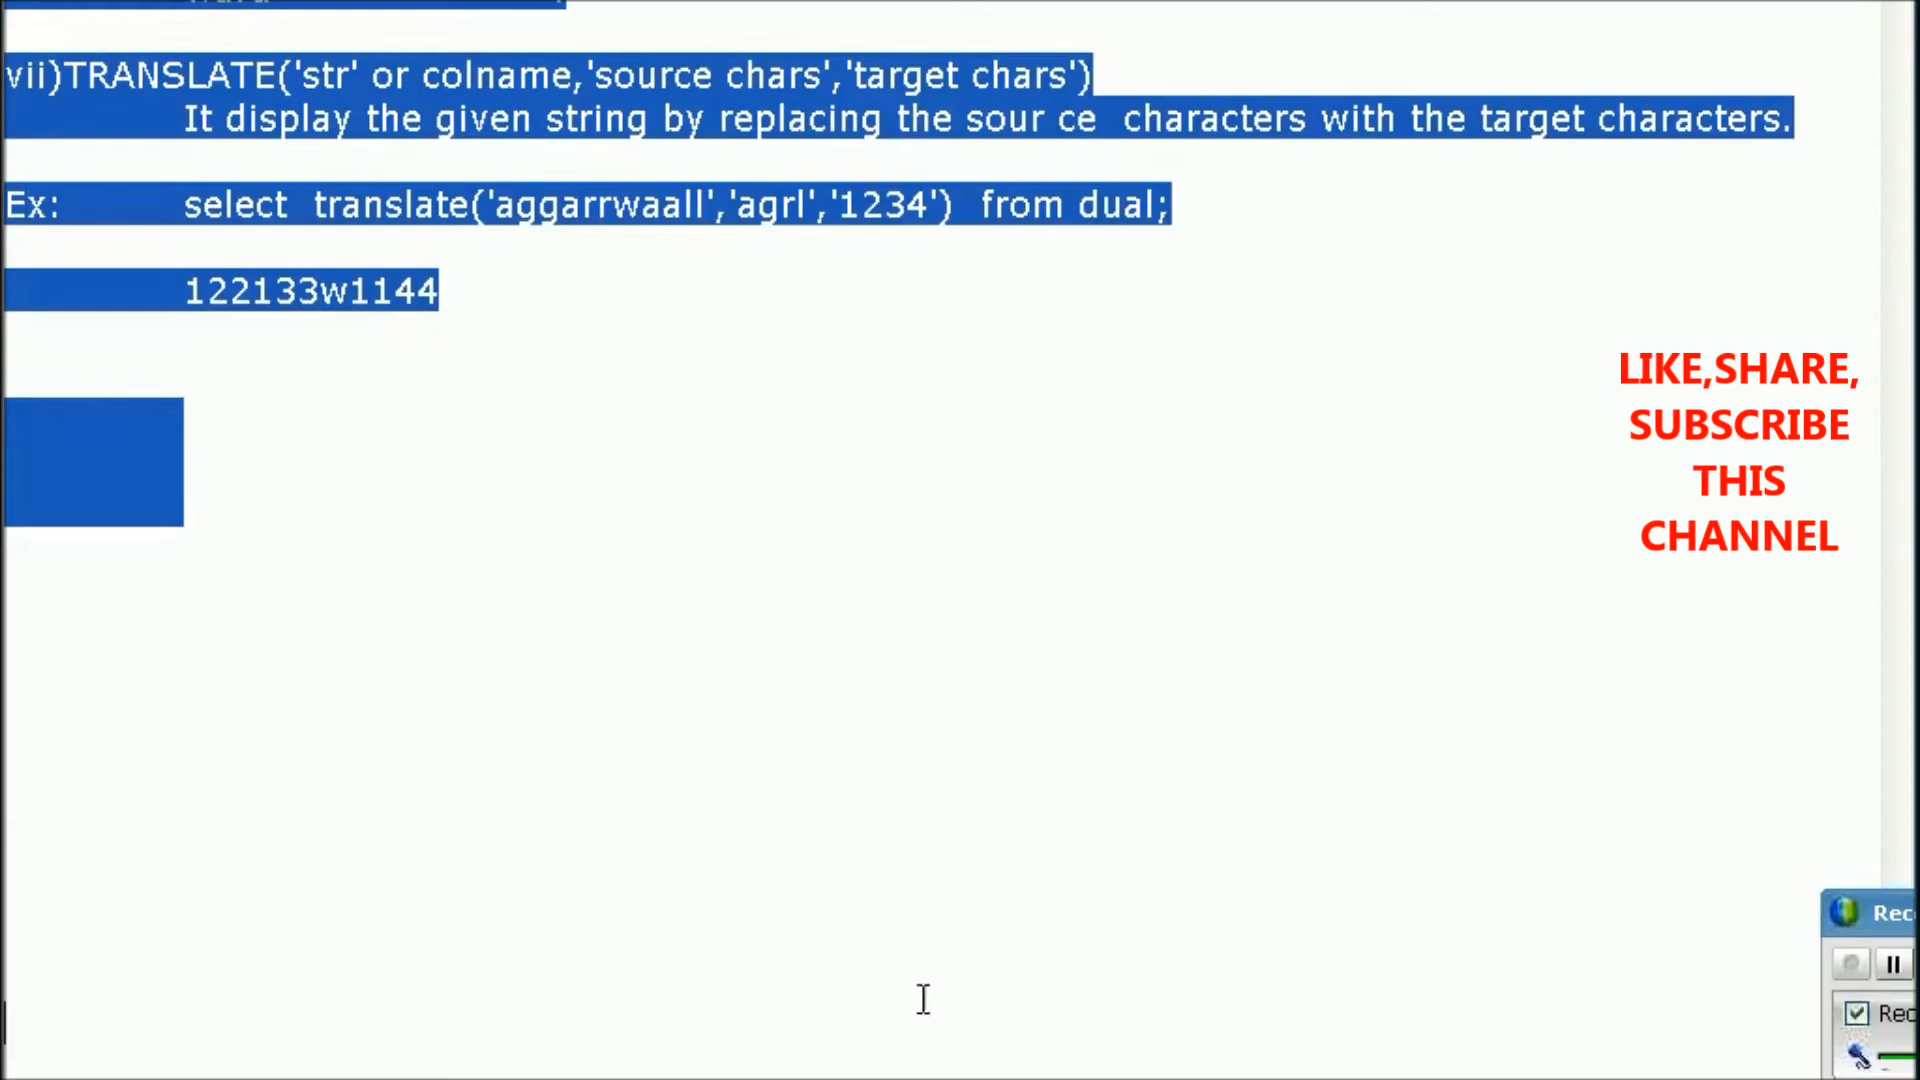 vii)TRANSLATE('str' or colname,'source chars','target chars')
It display the given string by replacing the sour ce characters with the target characters.
Ex: select translate('aggarrwaall','agrl','1234') from dual;
122133w1144
LIKE,SHARE,
SUBSCRIBE
THIS
CHANNEL
Rec
Rec